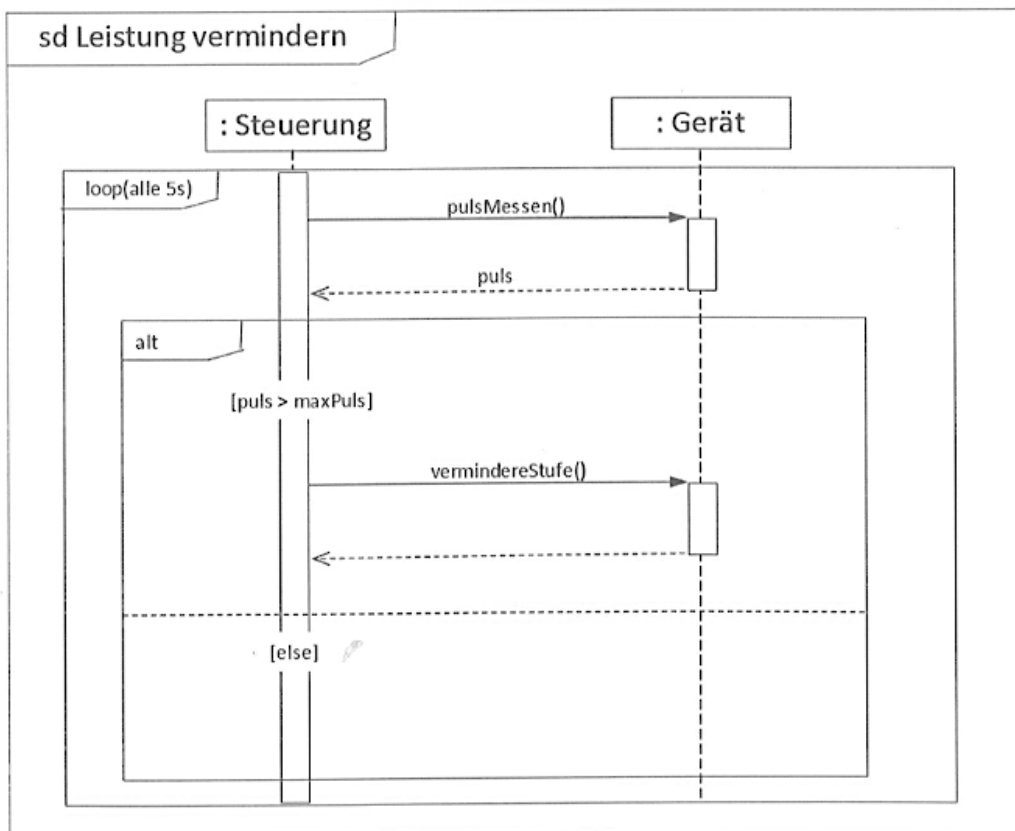 sd Leistung vermindern
: Steuerung
: Gerät
loop(alle 5s)
pulsMessen()
puls
alt
[puls > maxPuls]
vermindereStufe()
[else]